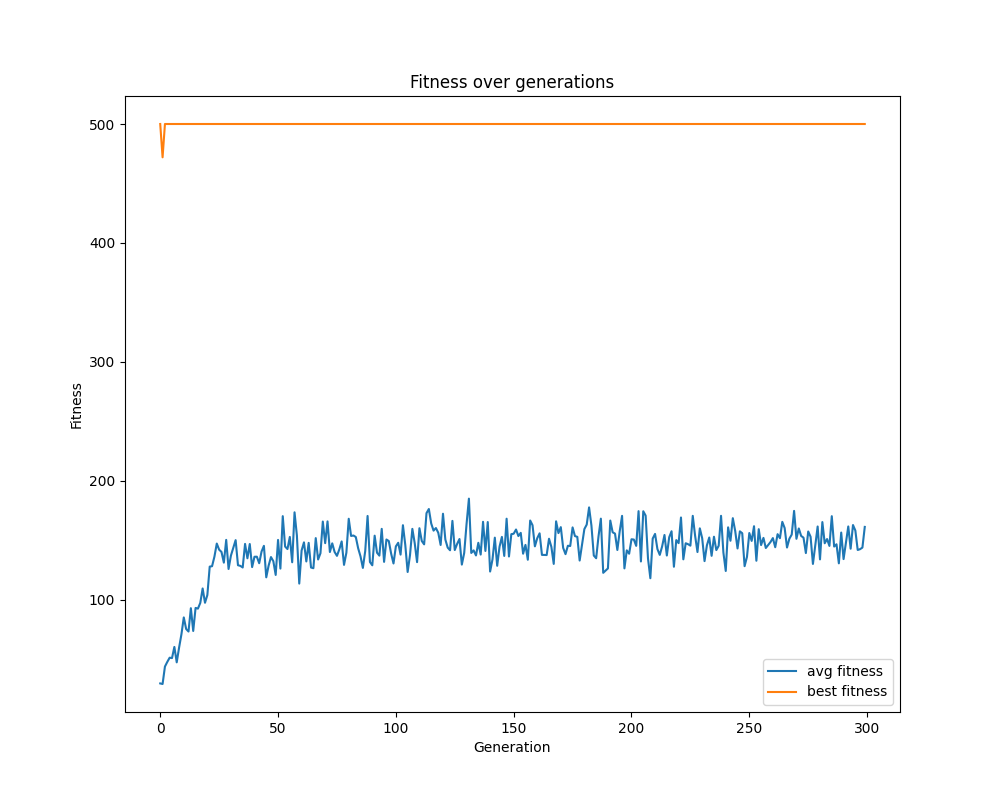 Fitness over generations
500
400
300
200
100
Fitness
0 50 100 150 200 250 300
Generation
avg fitness
best fitness